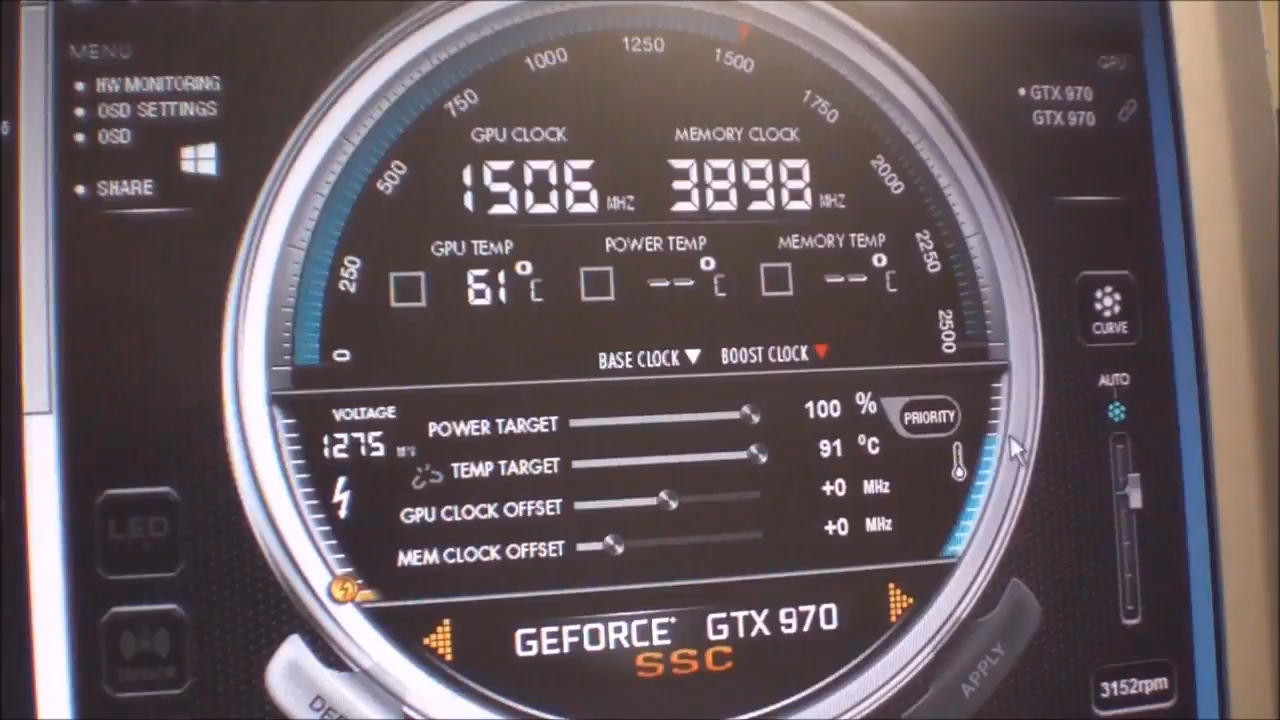 MENU
HW MONITORING
OSD SETTINGS
OSD
SHARE
GPU
GTX 970
GTX 970
0
250
500
750
1000
1250
1500
1750
2000
2250
2500
GPU CLOCK
MEMORY CLOCK
1506 MHZ
3898 MHZ
GPU TEMP
POWER TEMP
MEMORY TEMP
61°C
--°C
--°C
BASE CLOCK
BOOST CLOCK
VOLTAGE
1275
POWER TARGET
100 %
PRIORITY
TEMP TARGET
91 °C
GPU CLOCK OFFSET
+0 MHz
MEM CLOCK OFFSET
+0 MHz
GEFORCE GTX 970
SSC
CURVE
AUTO
3152rpm
LED
APPLY